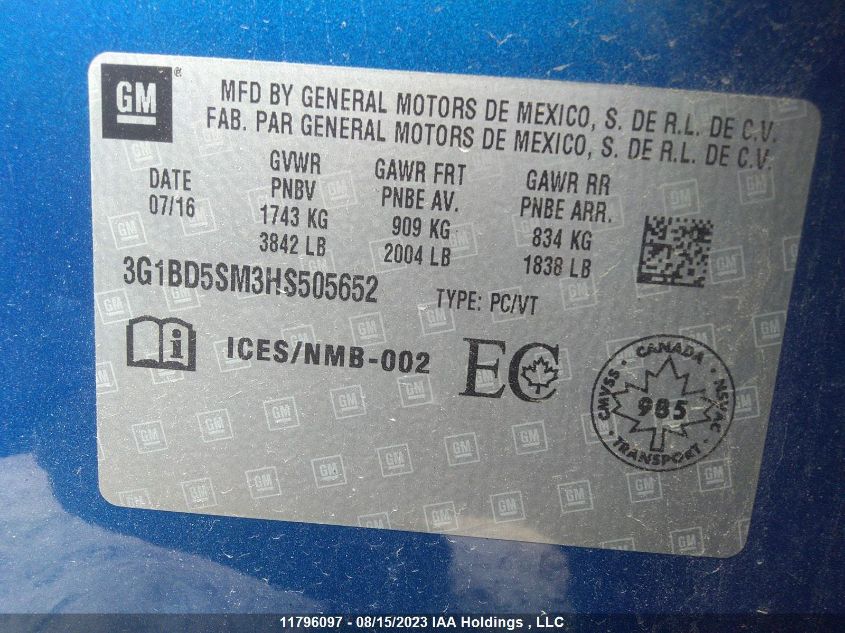 GM®
MFD BY GENERAL MOTORS DE MEXICO, S. DE R.L. DE C.V.
FAB. PAR GENERAL MOTORS DE MEXICO, S. DE R.L. DE C.V.
DATE
07/16
GVWR
PNBV
1743 KG
3842 LB
GAWR FRT
PNBE AV.
909 KG
2004 LB
GAWR RR
PNBE ARR.
834 KG
1838 LB
3G1BD5SM3HS505652
TYPE: PC/VT
i
ICES/NMB-002
EC
CANADA
CMVSS
NSVAC
985
TRANSPORT
11796097 - 08/15/2023 IAA Holdings , LLC